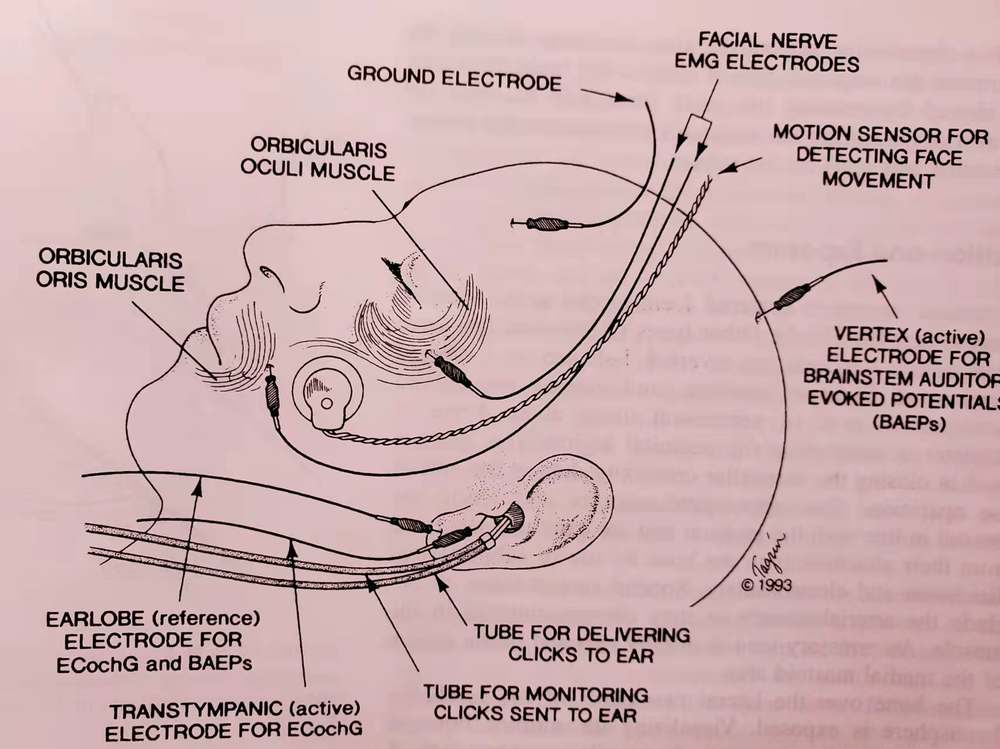 FACIAL NERVE
EMG ELECTRODES
GROUND ELECTRODE
MOTION SENSOR FOR
DETECTING FACE
MOVEMENT
ORBICULARIS
OCULI MUSCLE
ORBICULARIS
ORIS MUSCLE
VERTEX (active)
ELECTRODE FOR
BRAINSTEM AUDITOR
EVOKED POTENTIALS
(BAEPs)
©1993
EARLOBE (reference)
ELECTRODE FOR
ECochG and BAEPs
TUBE FOR DELIVERING
CLICKS TO EAR
TUBE FOR MONITORING
CLICKS SENT TO EAR
TRANSTYMPANIC (active)
ELECTRODE FOR ECochG